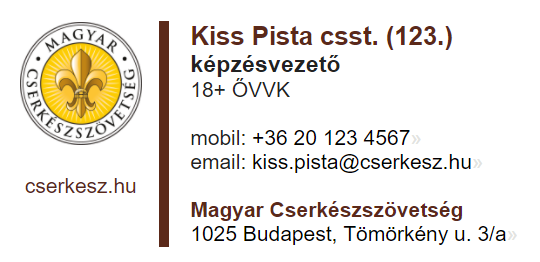 MAGYAR
CSERKÉSZSZÖVETSÉG
cserkesz.hu
Kiss Pista csst. (123.)
képzésvezető
18+ ŐVVK
mobil: +36 20 123 4567»
email: kiss.pista@cserkesz.hu»
Magyar Cserkészszövetség
1025 Budapest, Tömörkény u. 3/a»